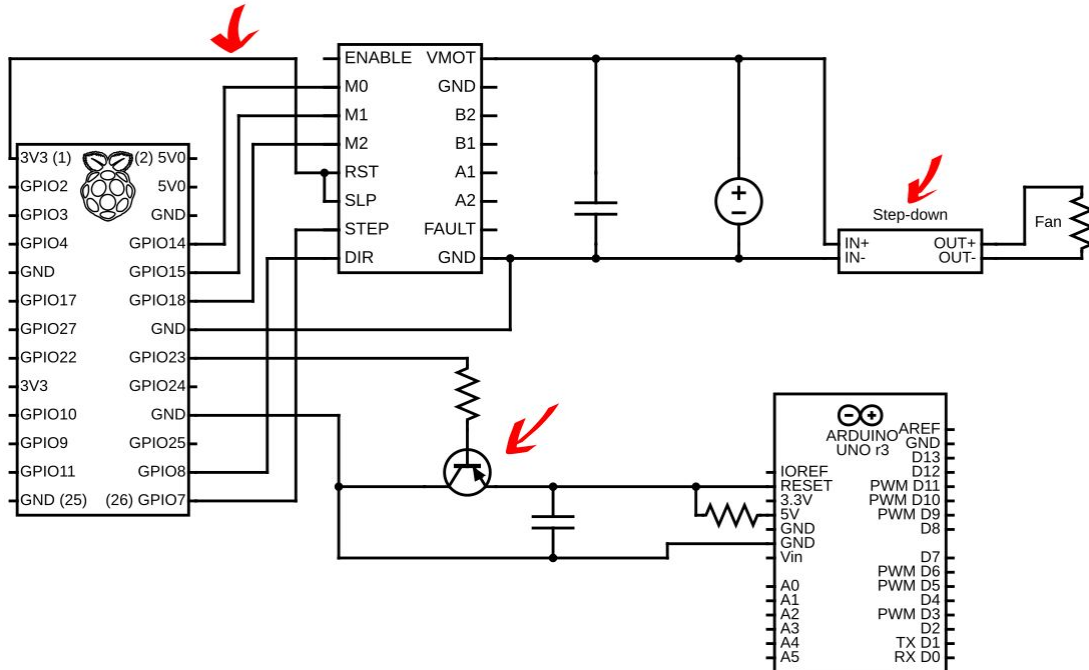 ENABLE
VMOT
M0
GND
M1
B2
M2
B1
RST
A1
SLP
A2
STEP
FAULT
DIR
GND
3V3 (1)
(2) 5V0
GPIO2
5V0
GPIO3
GND
GPIO4
GPIO14
GND
GPIO15
GPIO17
GPIO18
GPIO27
GND
GPIO22
GPIO23
3V3
GPIO24
GPIO10
GND
GPIO9
GPIO25
GPIO11
GPIO8
GND (25)
(26) GPIO7
Step-down
IN+
OUT+
IN-
OUT-
Fan
ARDUINO
UNO r3
AREF
GND
D13
IOREF
D12
RESET
PWM D11
3.3V
PWM D10
5V
PWM D9
GND
D8
GND
Vin
D7
PWM D6
A0
PWM D5
A1
D4
A2
PWM D3
A3
D2
A4
TX D1
A5
RX D0